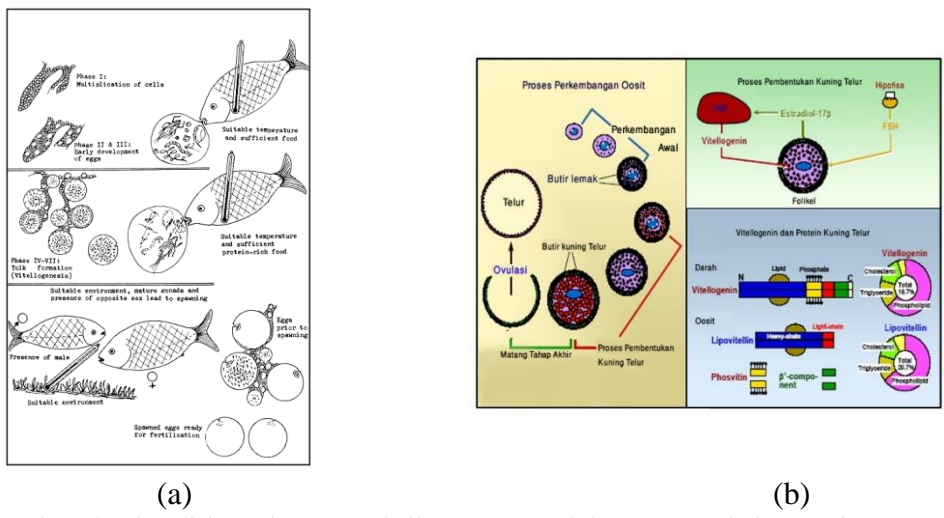 Phase I:
Multiplication of cells
Suitable temperature
and sufficient food
Phase II & III:
Early development
of eggs
Suitable temperature
and sufficient
protein-rich food
Phase IV-VII:
Yolk formation
(Vitellogenesis)
Suitable environment, mature gonads and
presence of opposite sex lead to spawning
Eggs
prior to
spawning
Presence of male
Suitable environment
Spawned eggs ready
for fertilization
(a)
Proses Perkembangan Oosit
Perkembangan
Awal
Butir lemak
Telur
Butir kuning Telur
Ovulasi
Matang Tahap Akhir
Proses Pembentukan
Kuning Telur
Proses Pembentukan Kuning Telur
Hipofisa
Hati
Estradiol-17β
FSH
Vitellogenin
Folikel
Vitellogenin dan Protein Kuning Telur
Vitellogenin
Darah
N
Lipid
Phosphate
C
Vitellogenin
Cholesterol
Triglyceride
Total
18.7%
Phospholipid
Oosit
Light-chain
Lipovitellin
Heavy-chain
Lipovitellin
Cholesterol
Triglyceride
Total
20.7%
Phospholipid
Phosvitin
β'-compo-
nent
(b)